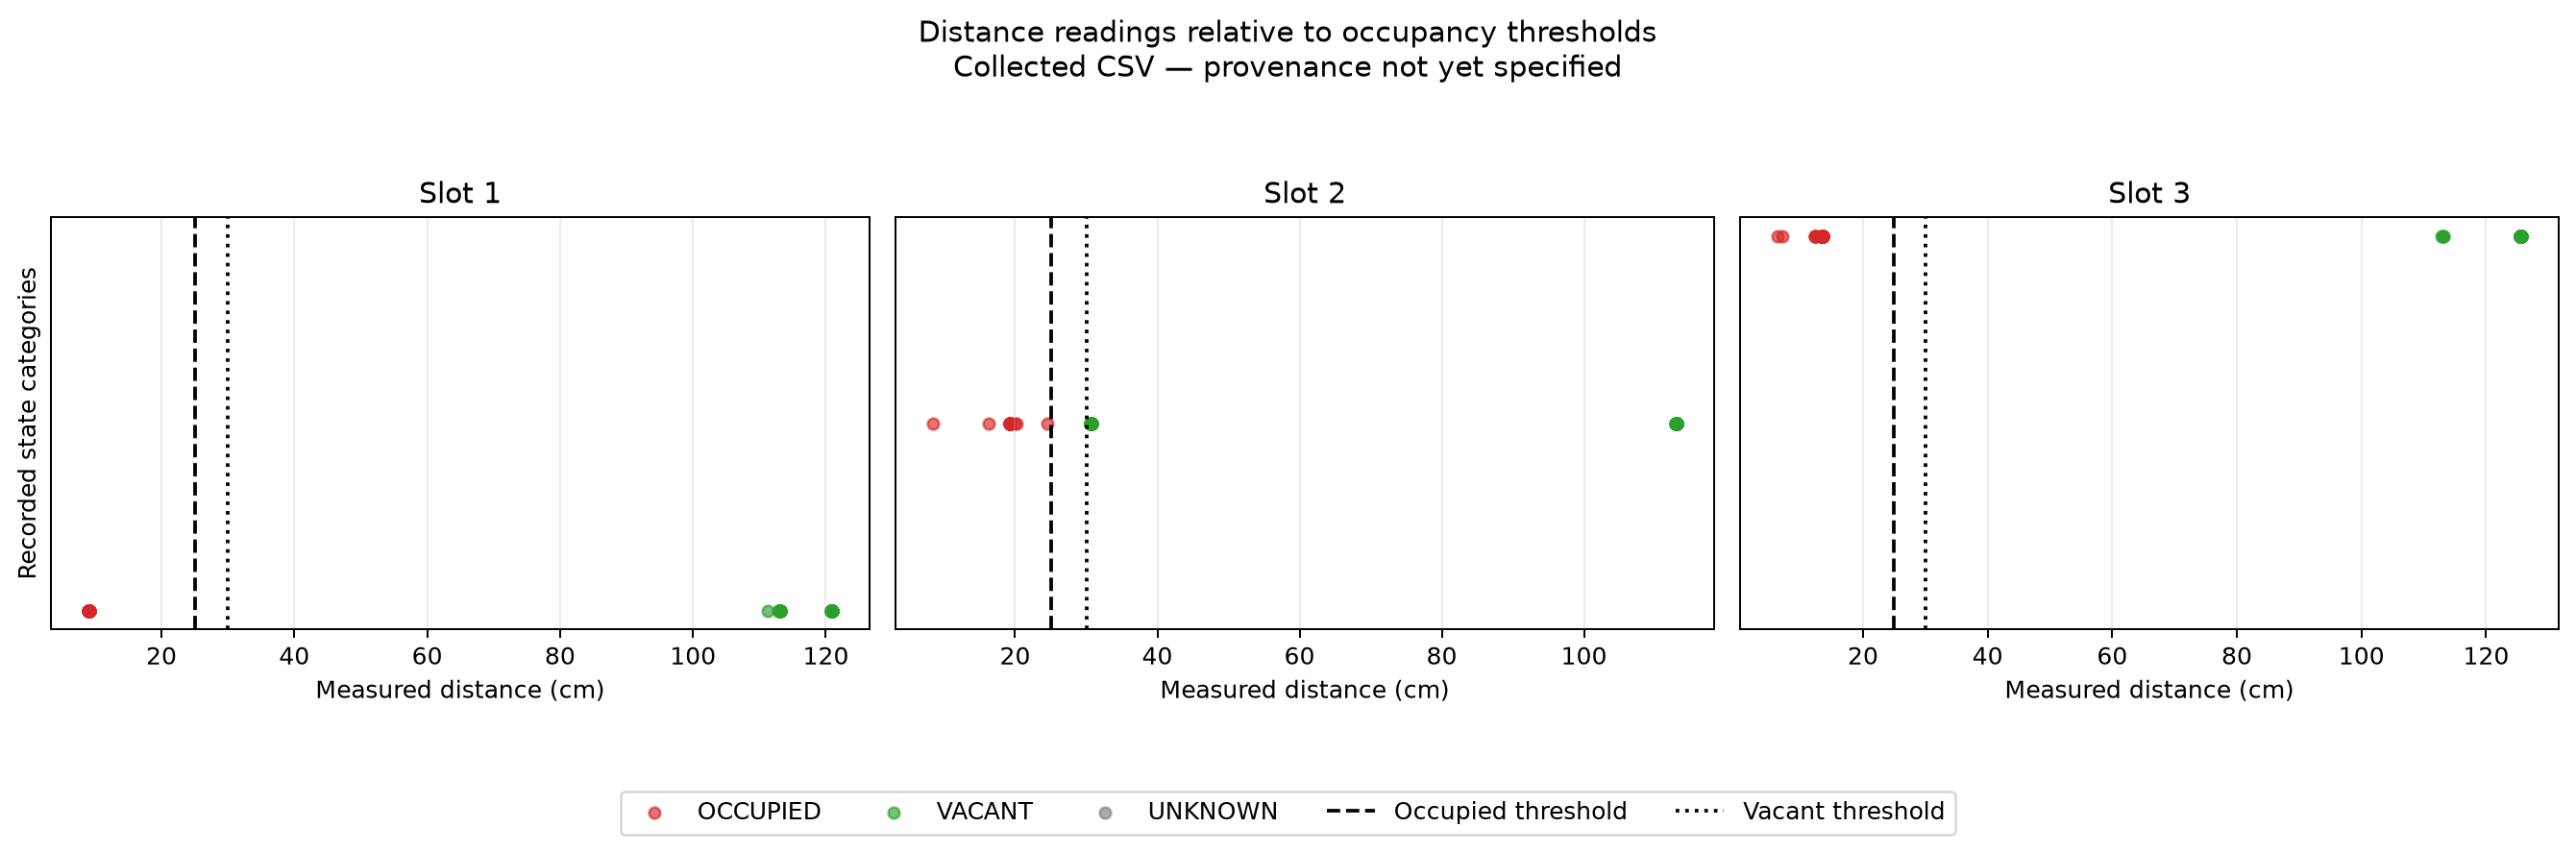 Distance readings relative to occupancy thresholds
Collected CSV — provenance not yet specified
Slot 1
Slot 2
Slot 3
Recorded state categories
20 40 60 80 100 120
20 40 60 80 100
20 40 60 80 100 120
Measured distance (cm)
Measured distance (cm)
Measured distance (cm)
OCCUPIED VACANT UNKNOWN Occupied threshold Vacant threshold